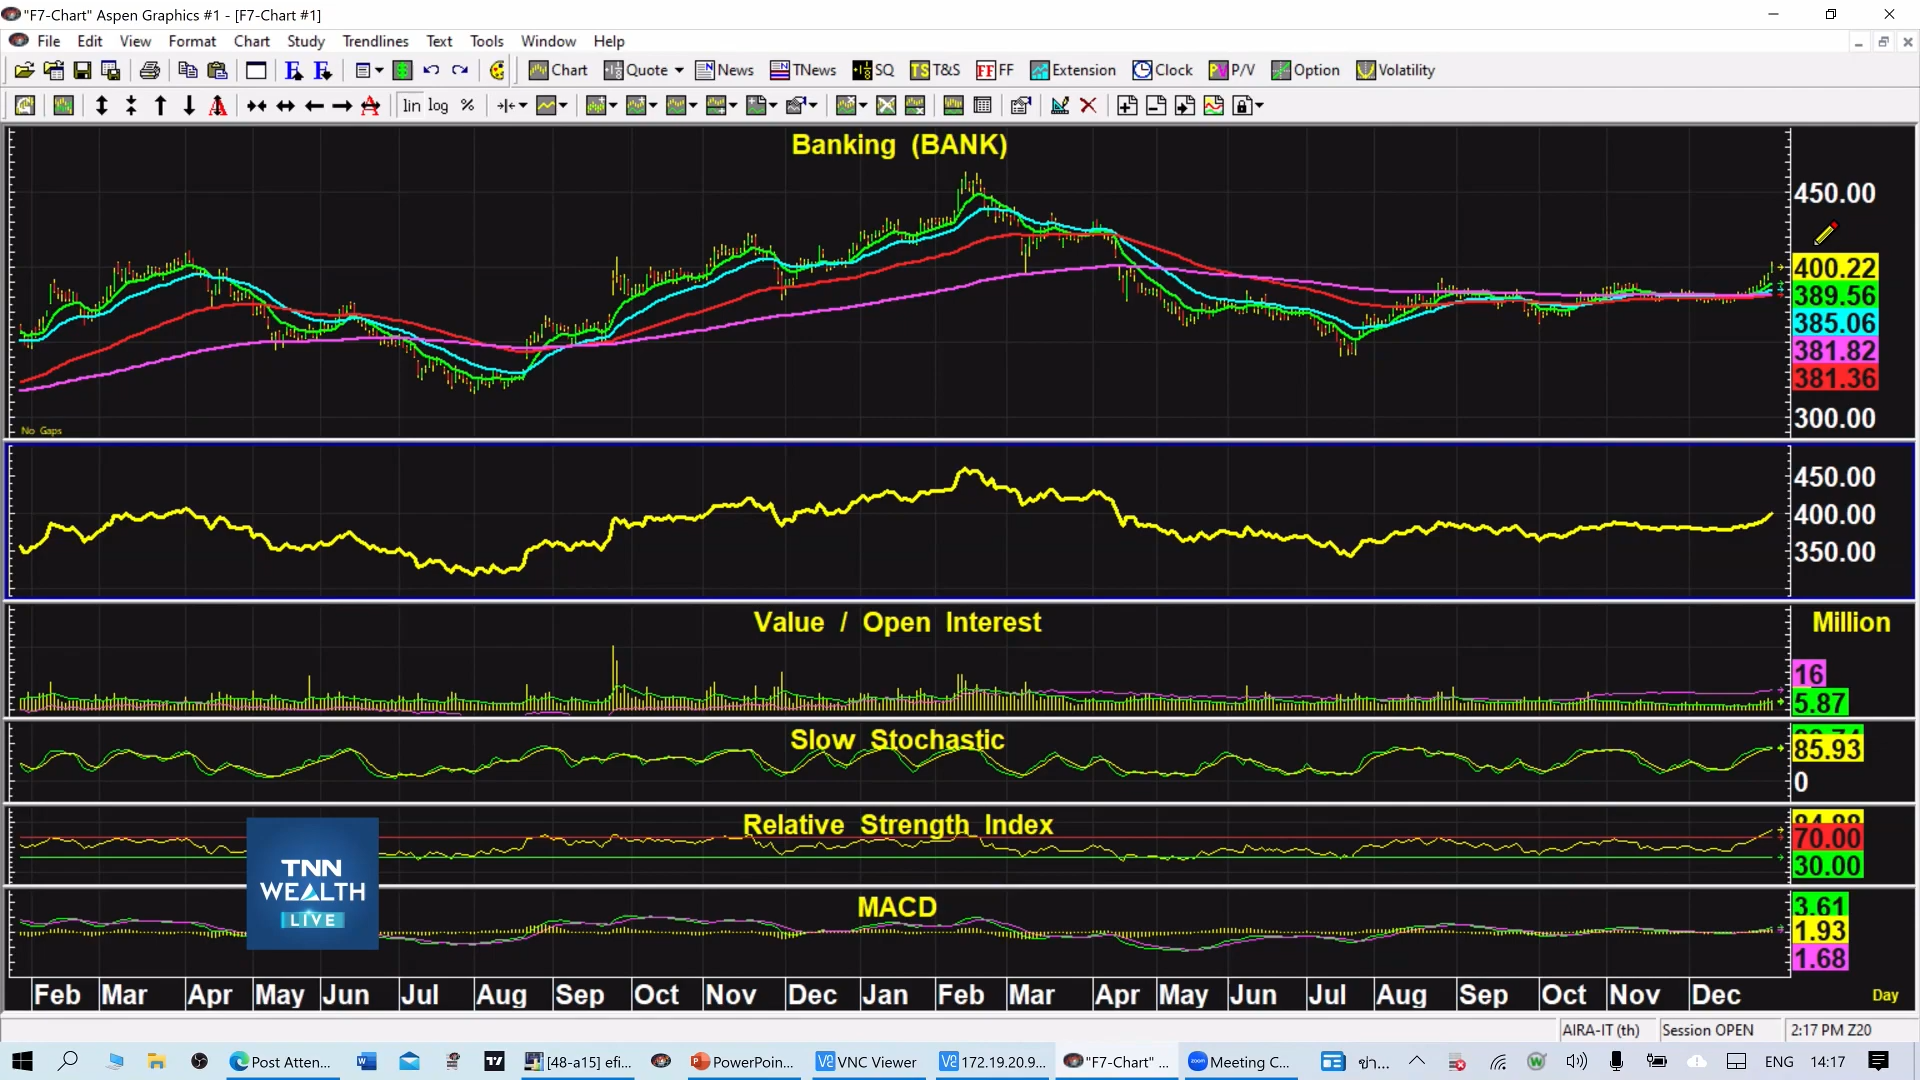 "F7-Chart" Aspen Graphics #1 - [F7-Chart #1]
File Edit View Format Chart Study Trendlines Text Tools Window Help
Chart Quote News TNews SQ TS T&S FF FF Extension Clock P/V Option Volatility
lin log %
Banking (BANK)
450.00
400.22
389.56
385.06
381.82
381.36
300.00
No Gaps
450.00
400.00
350.00
Value / Open Interest
Million
16
5.87
Slow Stochastic
85.93
0
Relative Strength Index
84.88
70.00
30.00
TNN
WEALTH
LIVE
MACD
3.61
1.93
1.68
Feb Mar Apr May Jun Jul Aug Sep Oct Nov Dec Jan Feb Mar Apr May Jun Jul Aug Sep Oct Nov Dec
Day
AIRA-IT (th) Session OPEN 2:17 PM Z20
Post Atten... [48-a15] efi... PowerPoin... VNC Viewer 172.19.20.9... "F7-Chart" ... Meeting C... ข่า... ENG 14:17